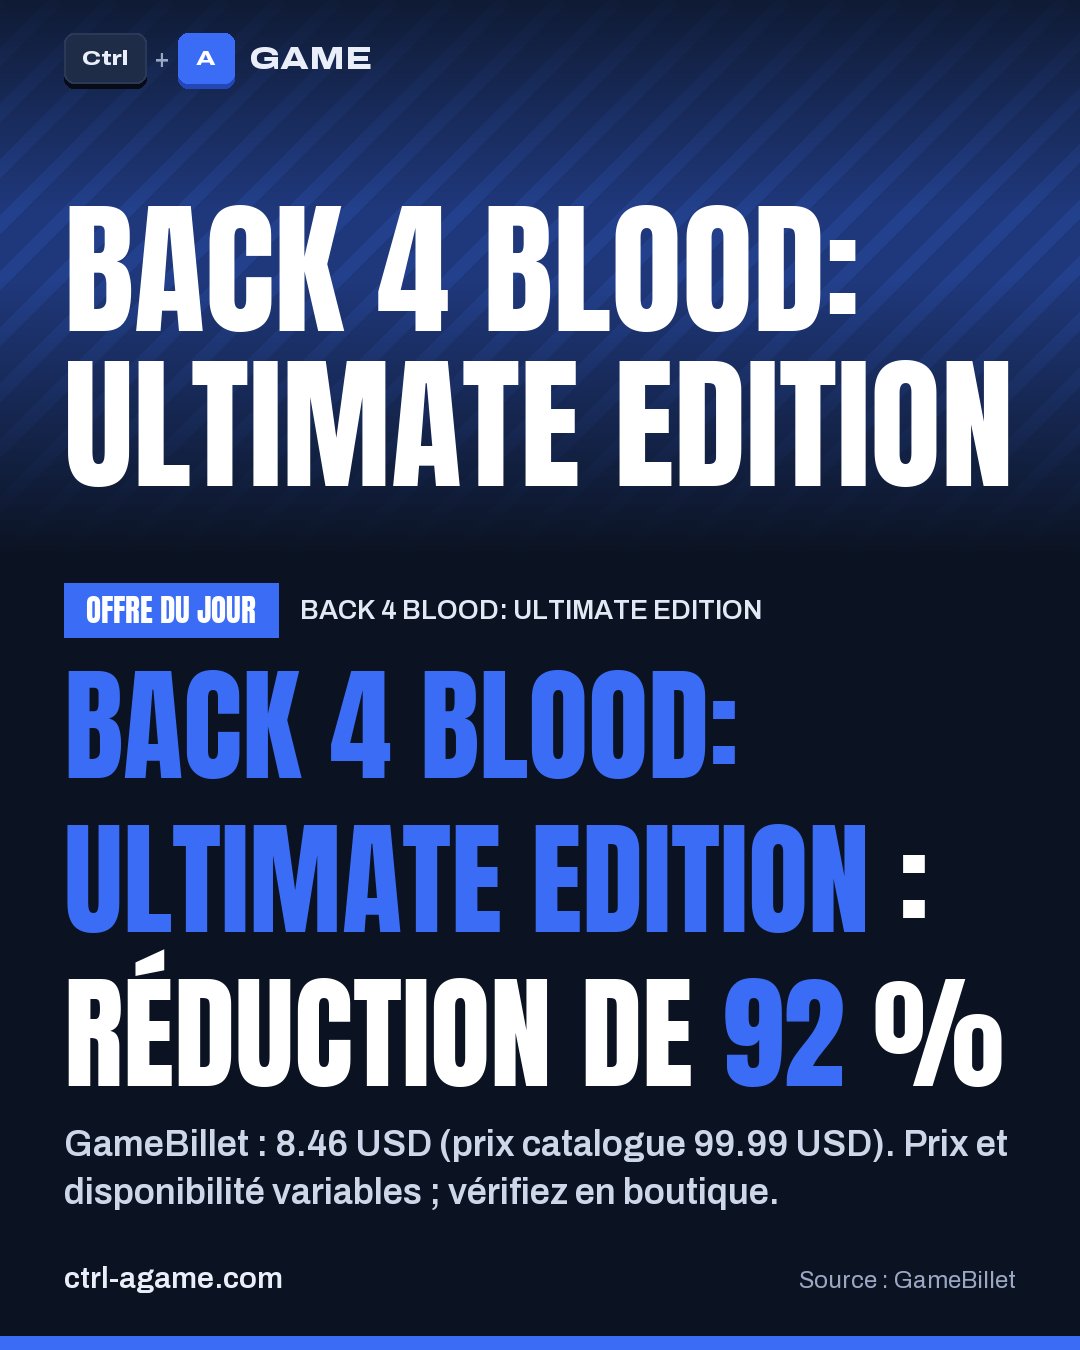 Ctrl + A GAME
BACK 4 BLOOD:
ULTIMATE EDITION
OFFRE DU JOUR BACK 4 BLOOD: ULTIMATE EDITION
BACK 4 BLOOD:
ULTIMATE EDITION :
RÉDUCTION DE 92 %
GameBillet : 8.46 USD (prix catalogue 99.99 USD). Prix et
disponibilité variables ; vérifiez en boutique.
ctrl-agame.com Source : GameBillet